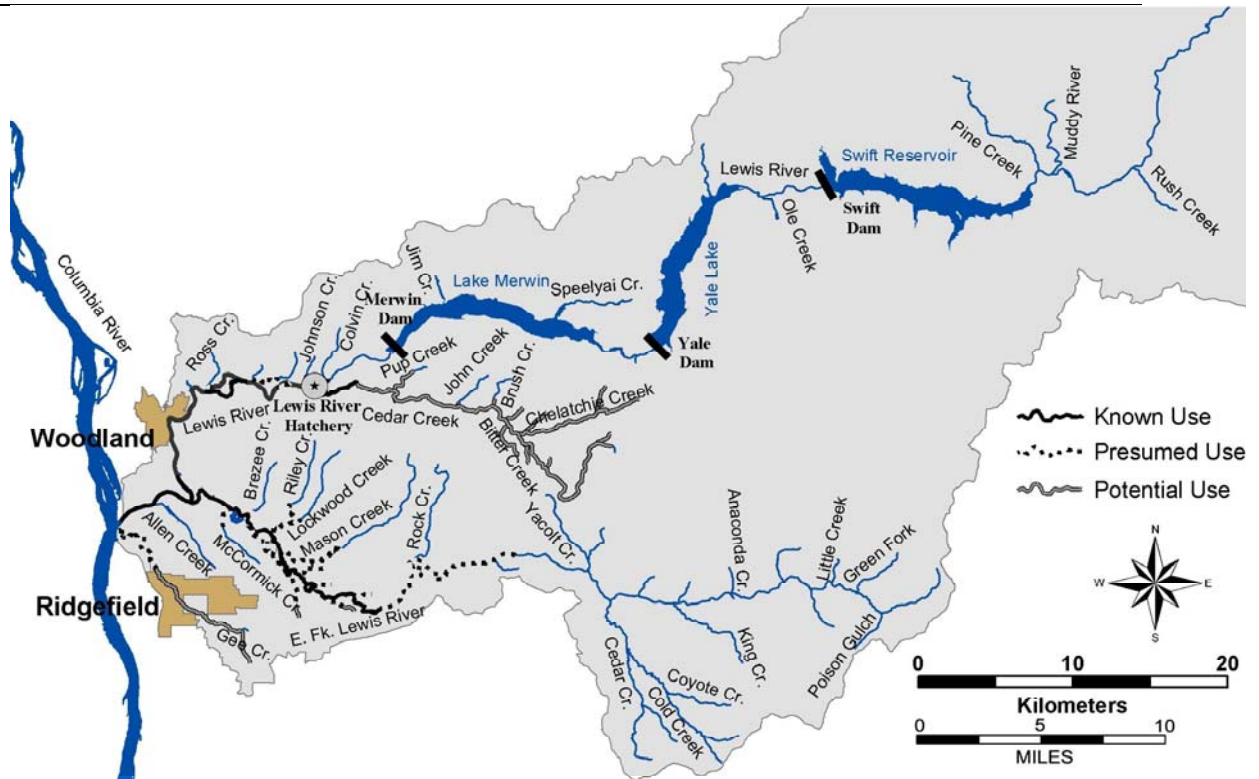 Columbia River
Woodland
Ridgefield
Ross Cr.
Johnson Cr.
Colvin Cr.
Jim Cr.
Merwin
Dam
Lake Merwin
Speelyai Cr.
Yale Lake
Yale
Dam
Lewis River
Ole Creek
Swift Reservoir
Swift
Dam
Pine Creek
Muddy River
Rush Creek
Lewis River
Lewis River
Hatchery
Cedar Creek
Pup Creek
John Creek
Brush Cr.
Chelatchie Creek
Bitter Creek
Brezee Cr.
Riley Cr.
Lockwood Creek
Mason Creek
Rock Cr.
Yacolt Cr.
Allen Creek
McCormick Cr.
Gee Cr.
E. Fk. Lewis River
Anaconda Cr.
Little Creek
Green Fork
King Cr.
Poison Gulch
Cedar Cr.
Coyote Cr.
Cold Creek
Known Use
Presumed Use
Potential Use
N
W
E
S
0 10 20
Kilometers
0 5 10
MILES